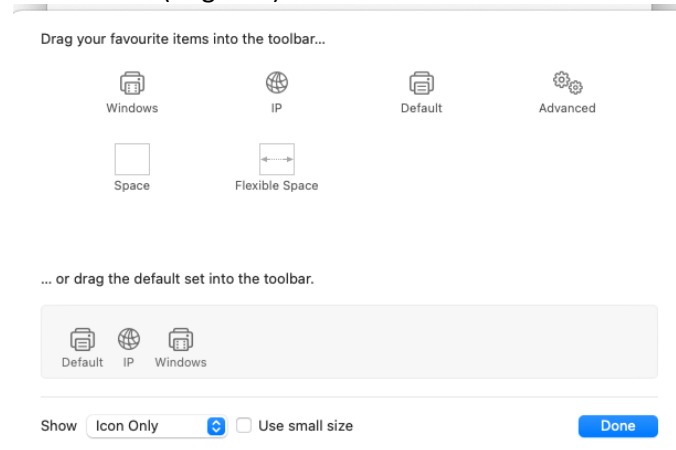 Drag your favourite items into the toolbar...
Windows IP Default Advanced
Space Flexible Space
... or drag the default set into the toolbar.
Default IP Windows
Show Icon Only Use small size Done